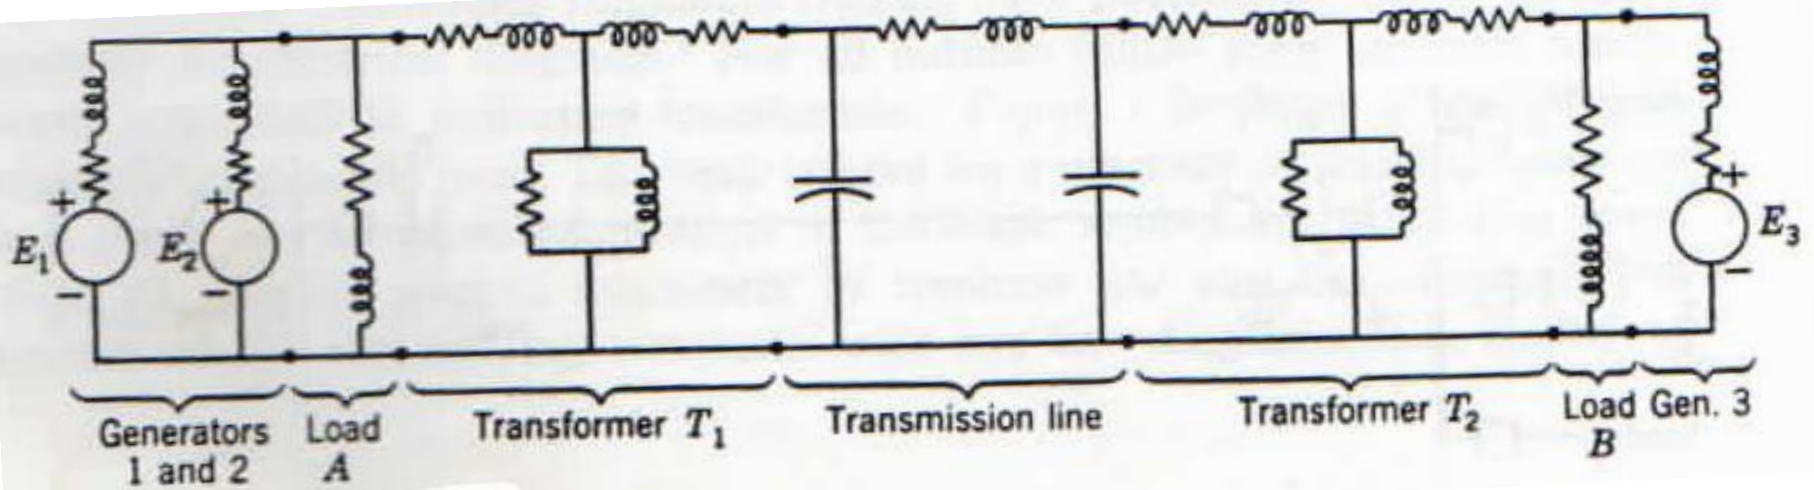 +
+
+
E₁
E₂
E₃
−
−
−
Generators
1 and 2
Load
A
Transformer T₁
Transmission line
Transformer T₂
Load
B
Gen. 3